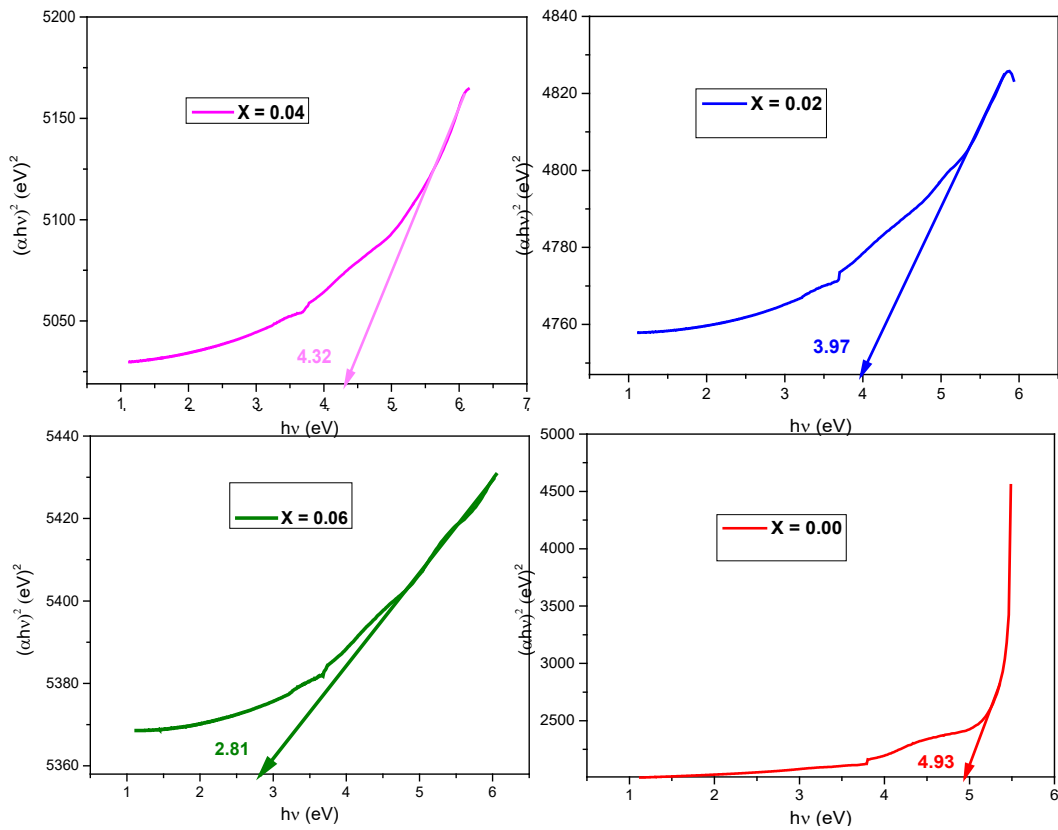 5200
5150
5100
5050
(αhν)² (eV)²
X = 0.04
4.32
1 2 3 4 5 6 7
hν (eV)
4840
4820
4800
4780
4760
(αhν)² (eV)²
X = 0.02
3.97
1 2 3 4 5 6
hν (eV)
5440
5420
5400
5380
5360
(αhν)² (eV)²
X = 0.06
2.81
1 2 3 4 5 6 7
hν (eV)
5000
4500
3500
3000
2500
(αhν)² (eV)²
X = 0.00
4.93
1 2 3 4 5 6
hν (eV)